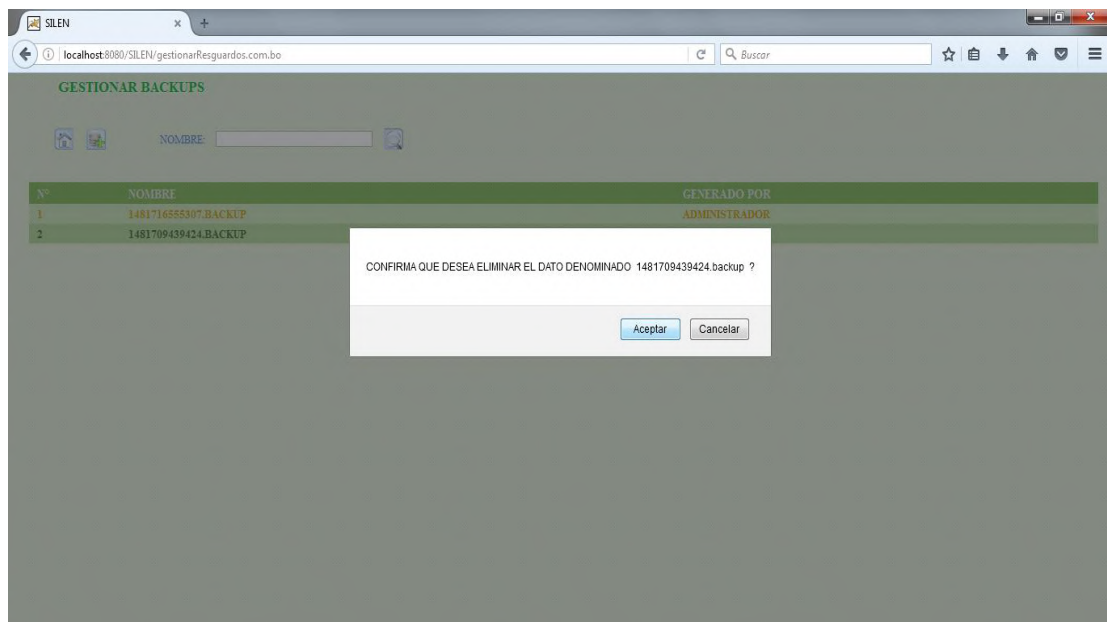 SILEN
localhost:8080/SILEN/gestionarResguardos.com.bo
Buscar
GESTIONAR BACKUPS
NOMBRE:
N° NOMBRE GENERADO POR
1 1481716555307.BACKUP ADMINISTRADOR
2 1481709439424.BACKUP
CONFIRMA QUE DESEA ELIMINAR EL DATO DENOMINADO 1481709439424.backup ?
Aceptar Cancelar